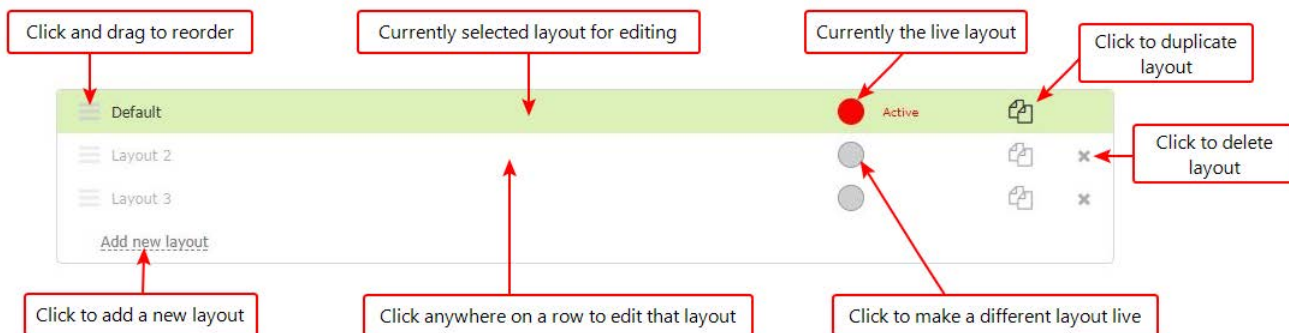 Click and drag to reorder
Currently selected layout for editing
Currently the live layout
Click to duplicate
layout
Default
Active
Layout 2
Click to delete
layout
Layout 3
Add new layout
Click to add a new layout
Click anywhere on a row to edit that layout
Click to make a different layout live